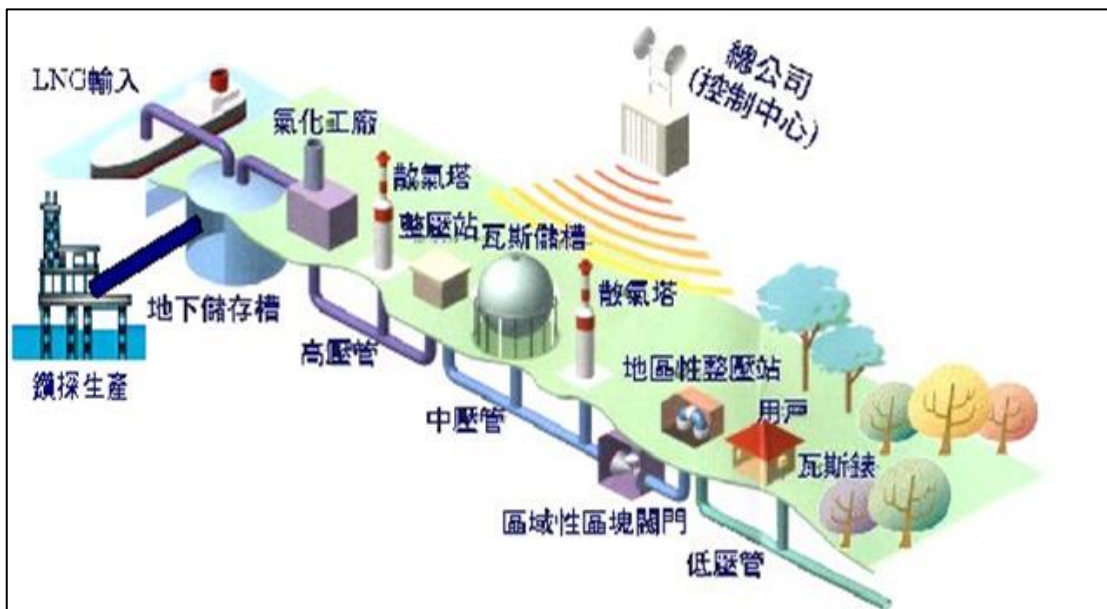 LNG輸入
總公司
(控制中心)
氣化工廠
散氣塔
整壓站
瓦斯儲槽
散氣塔
地下儲存槽
高壓管
地區性整壓站
鑽探生產
中壓管
用戶
瓦斯錶
區域性區塊閥門
低壓管